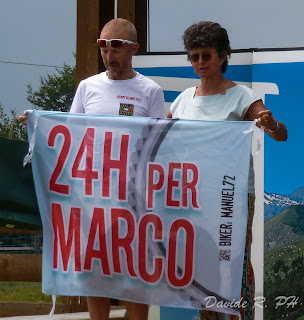 24H PER
MARCO
BIKER: MANUEL72
Davide R. PH